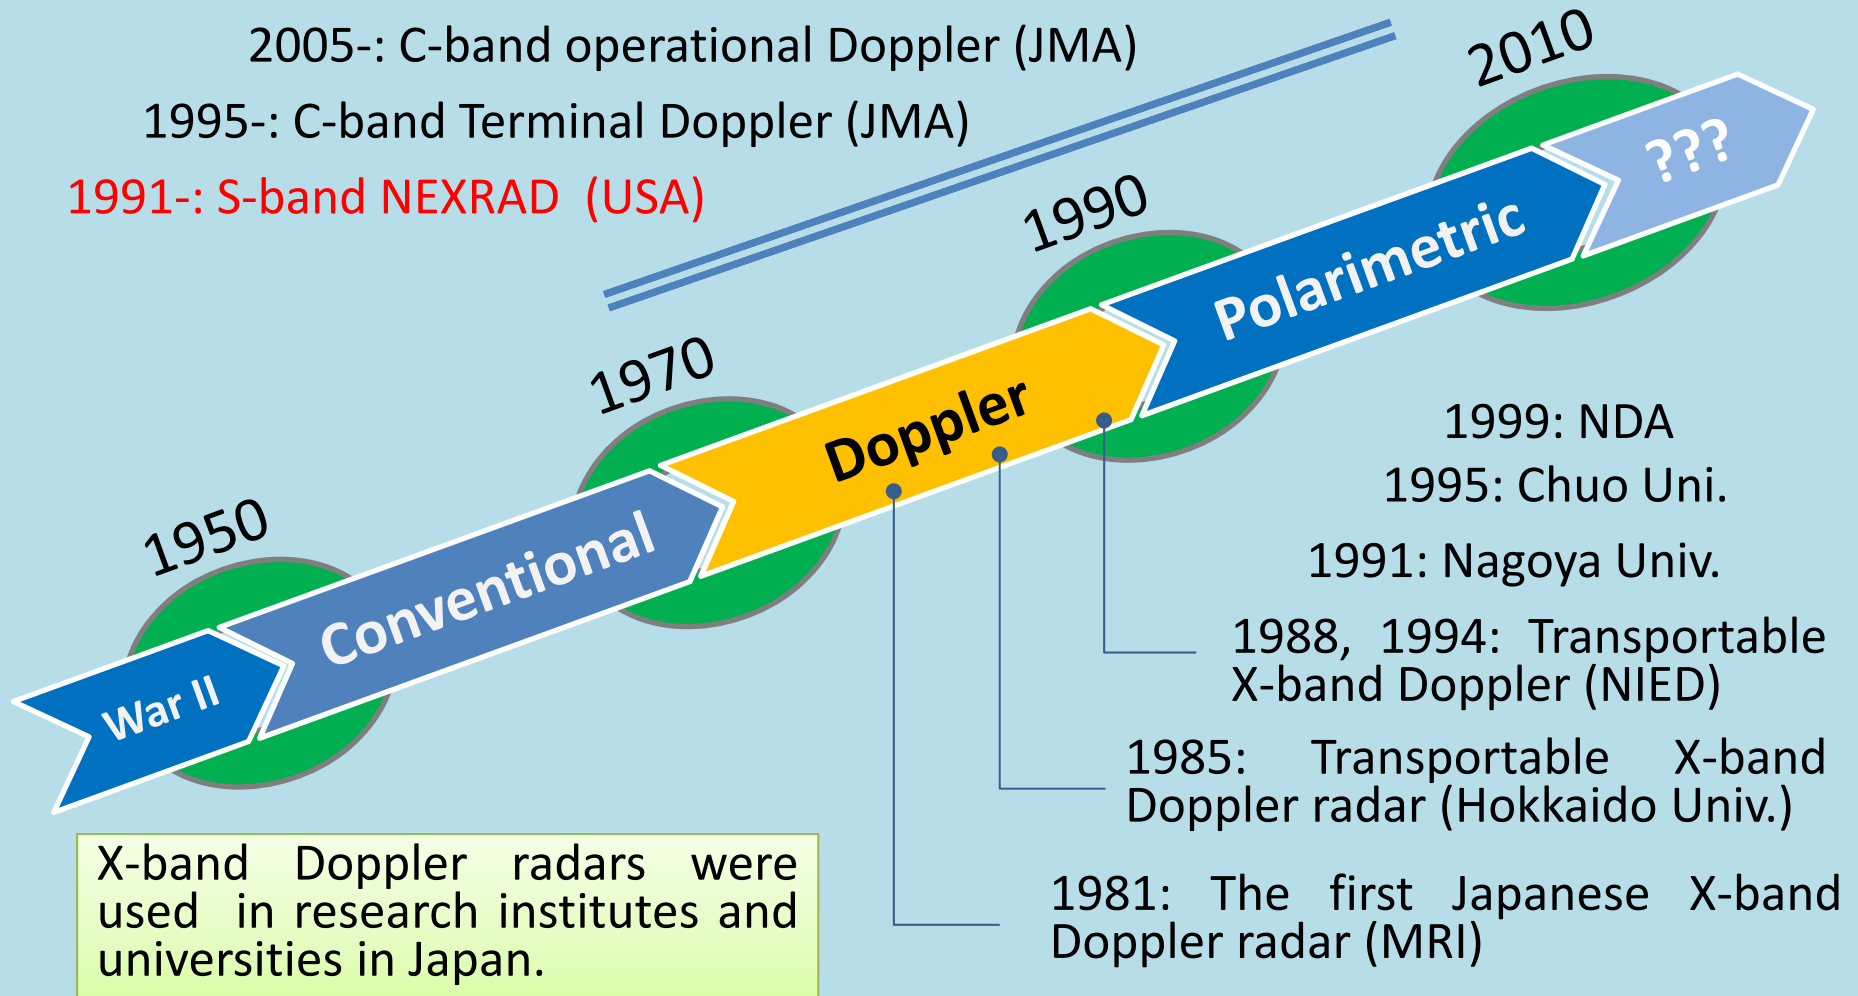 2005-: C-band operational Doppler (JMA)
1995-: C-band Terminal Doppler (JMA)
1991-: S-band NEXRAD (USA)
2010
???
1990
Polarimetric
1970
Doppler
1950
Conventional
War II
1999: NDA
1995: Chuo Uni.
1991: Nagoya Univ.
1988, 1994: Transportable
X-band Doppler (NIED)
1985: Transportable X-band
Doppler radar (Hokkaido Univ.)
1981: The first Japanese X-band
Doppler radar (MRI)
X-band Doppler radars were
used in research institutes and
universities in Japan.